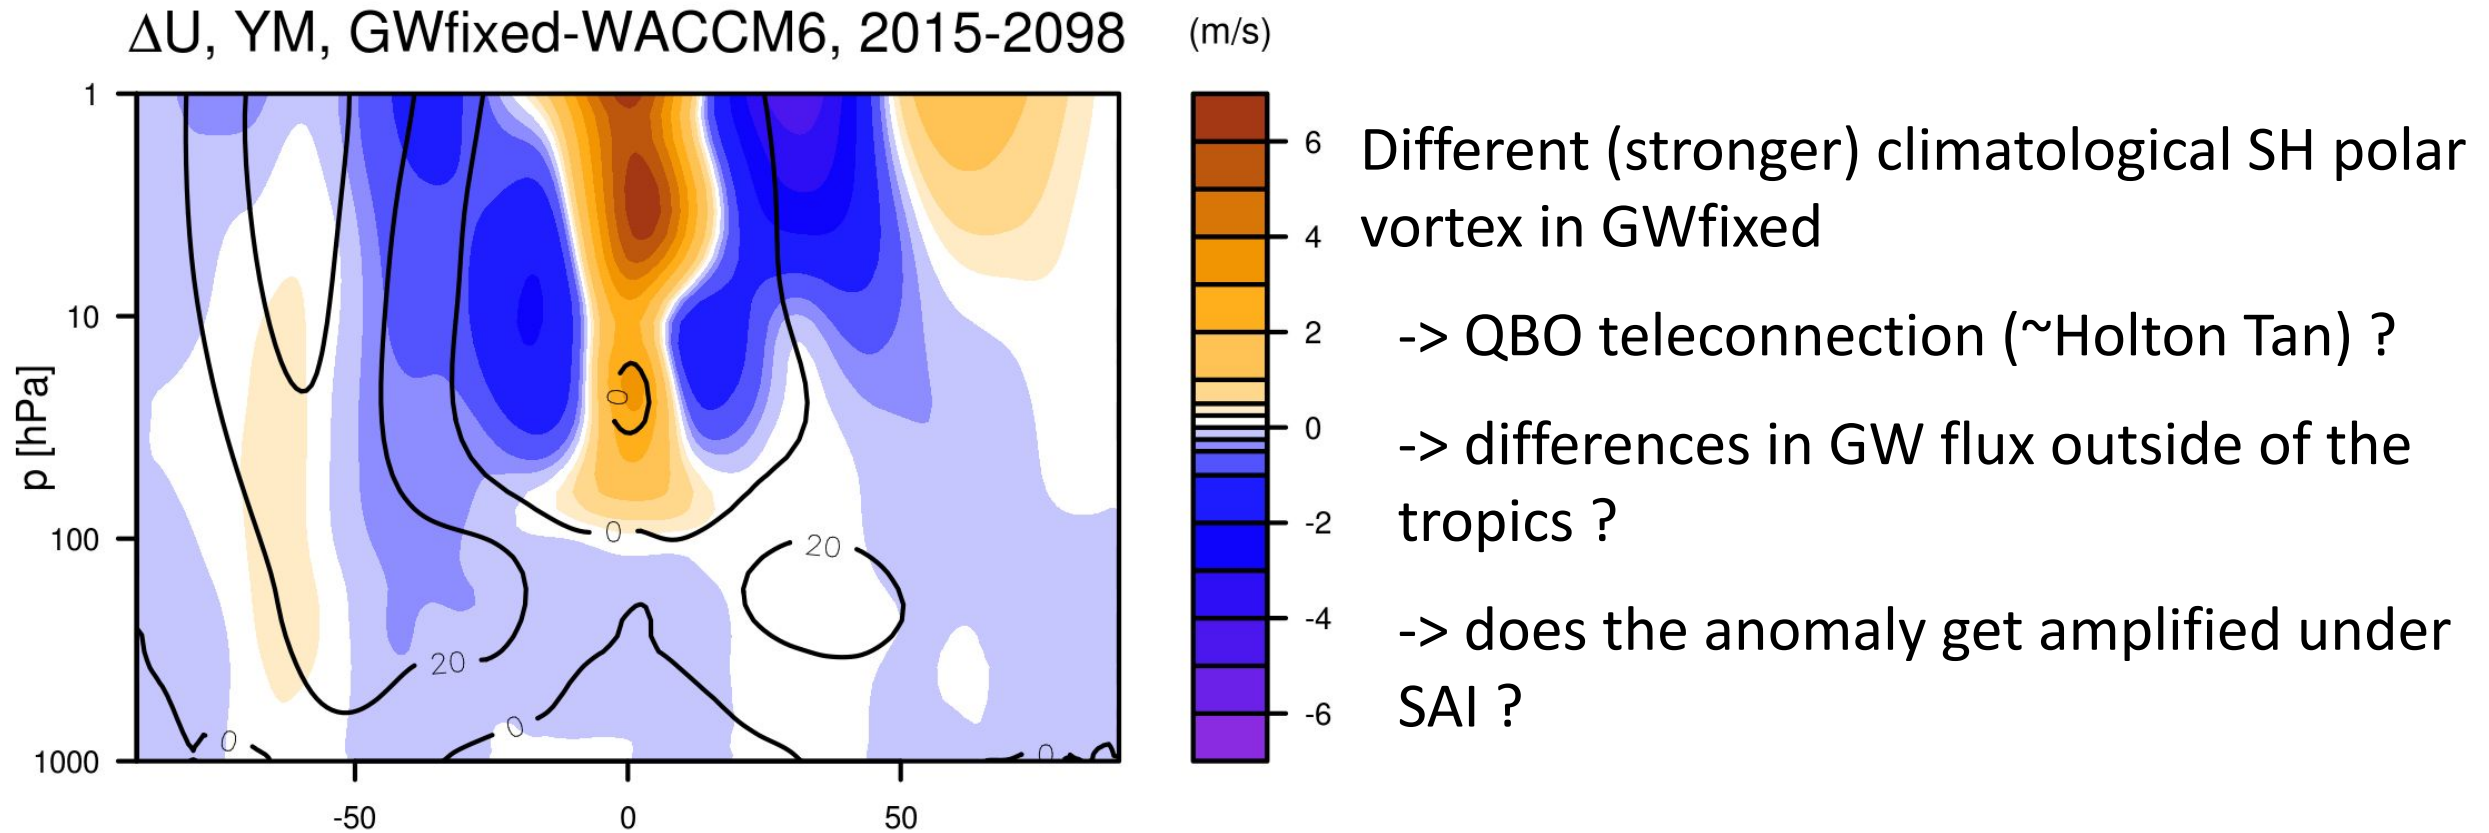 ΔU, YM, GWfixed-WACCM6, 2015-2098
(m/s)
p [hPa]
1
10
100
1000
-50
0
50
0
0
20
20
0
0
0
6
4
2
0
-2
-4
-6
Different (stronger) climatological SH polar
vortex in GWfixed
-> QBO teleconnection (~Holton Tan) ?
-> differences in GW flux outside of the
tropics ?
-> does the anomaly get amplified under
SAI ?